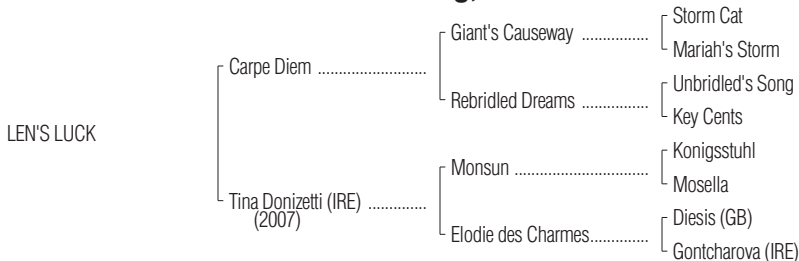 Storm Cat
Giant's Causeway ................
Mariah's Storm
Carpe Diem ..........................
Unbridled's Song
Rebridled Dreams ................
Key Cents
LEN'S LUCK
Konigsstuhl
Monsun ................................
Mosella
Tina Donizetti (IRE) ..............
(2007)
Diesis (GB)
Elodie des Charmes..............
Gontcharova (IRE)